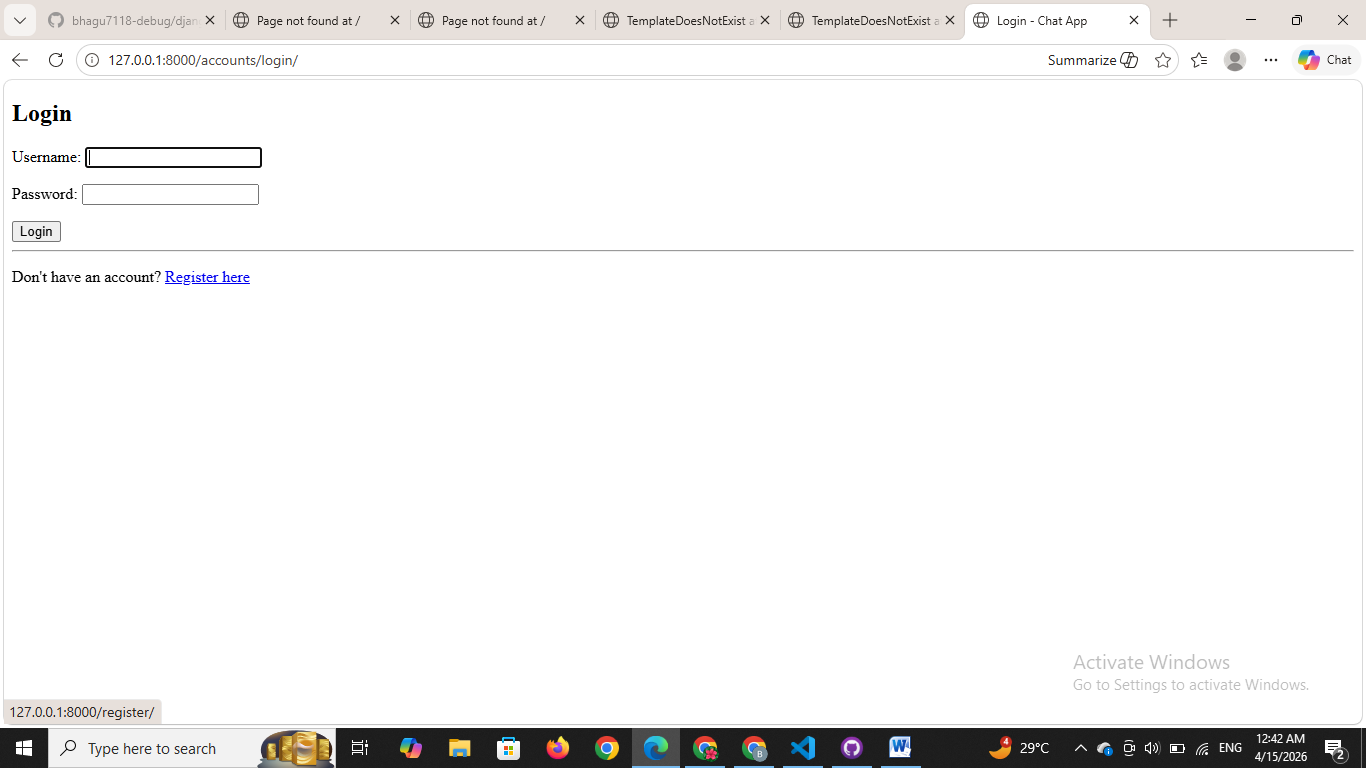 bhagu7118-debug/djan
Page not found at /
Page not found at /
TemplateDoesNotExist a
TemplateDoesNotExist a
Login - Chat App
127.0.0.1:8000/accounts/login/
Summarize
Chat
Login
Username:
Password:
Login
Don't have an account? Register here
Activate Windows
Go to Settings to activate Windows.
127.0.0.1:8000/register/
Type here to search
B
W
4
29°C
ENG
12:42 AM
4/15/2026
2